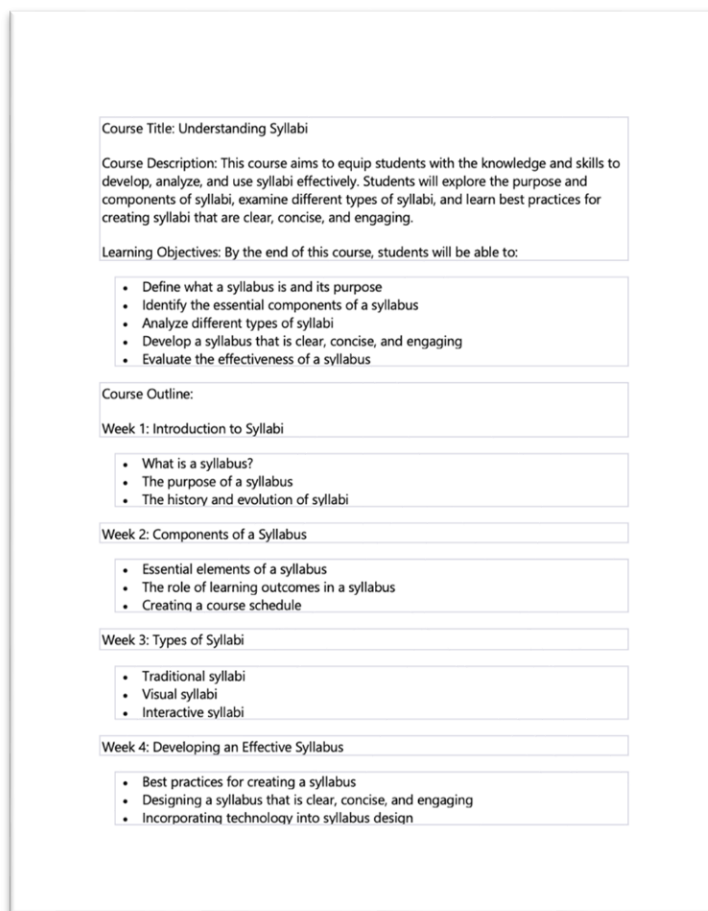 Course Title: Understanding Syllabi
Course Description: This course aims to equip students with the knowledge and skills to
develop, analyze, and use syllabi effectively. Students will explore the purpose and
components of syllabi, examine different types of syllabi, and learn best practices for
creating syllabi that are clear, concise, and engaging.
Learning Objectives: By the end of this course, students will be able to:
• Define what a syllabus is and its purpose
• Identify the essential components of a syllabus
• Analyze different types of syllabi
• Develop a syllabus that is clear, concise, and engaging
• Evaluate the effectiveness of a syllabus
Course Outline:
Week 1: Introduction to Syllabi
• What is a syllabus?
• The purpose of a syllabus
• The history and evolution of syllabi
Week 2: Components of a Syllabus
• Essential elements of a syllabus
• The role of learning outcomes in a syllabus
• Creating a course schedule
Week 3: Types of Syllabi
• Traditional syllabi
• Visual syllabi
• Interactive syllabi
Week 4: Developing an Effective Syllabus
• Best practices for creating a syllabus
• Designing a syllabus that is clear, concise, and engaging
• Incorporating technology into syllabus design